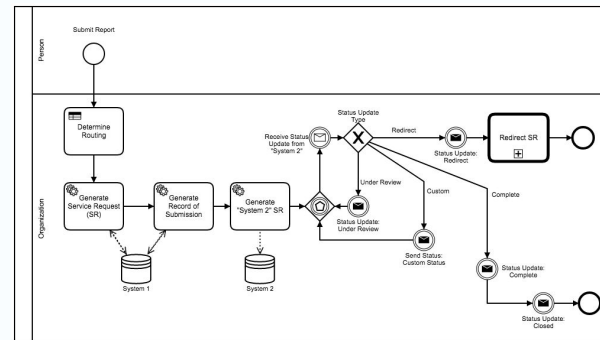 Submit Report
Person
Organization
Determine
Routing
Generate
Service Request
(SR)
Generate
Record of
Submission
Generate
"System 2" SR
System 1
System 2
Receive Status
Update from
"System 2"
Status Update
Type
Redirect
Status Update:
Redirect
Redirect SR
Under Review
Status Update:
Under Review
Custom
Send Status:
Custom Status
Complete
Status Update:
Complete
Status Update:
Closed